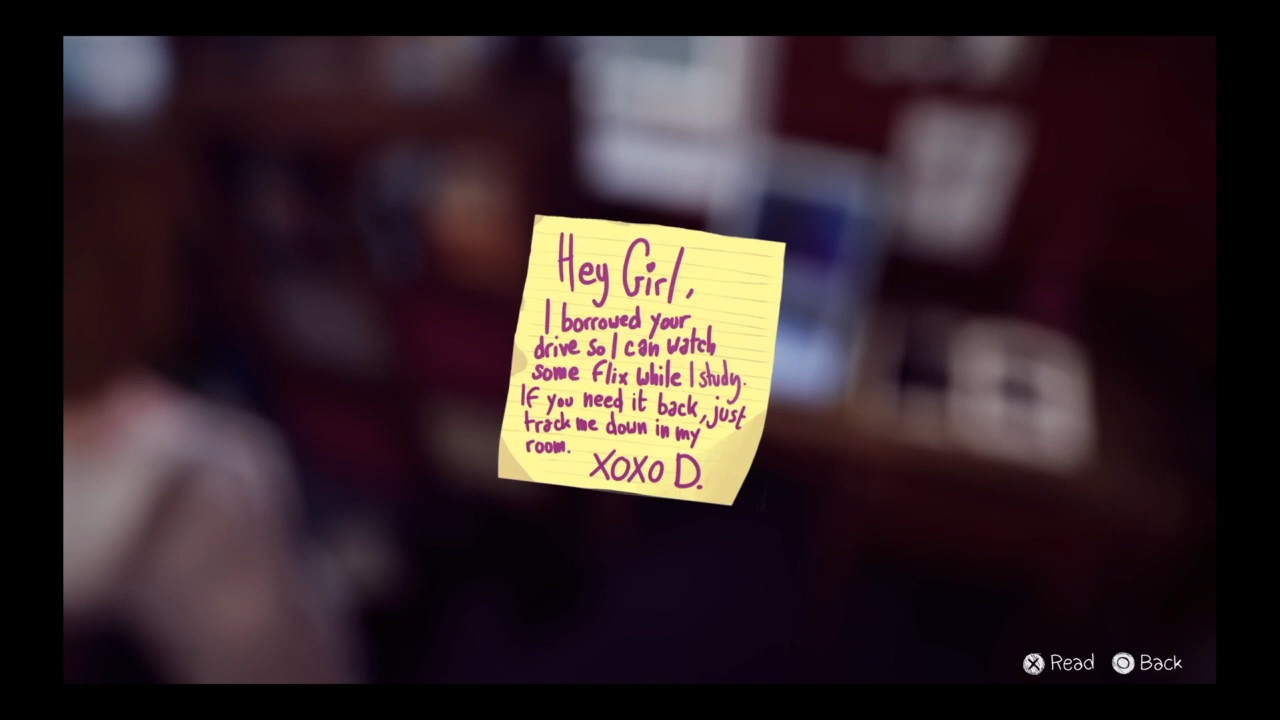 Hey Girl,
I borrowed your
drive so I can watch
some Flix while I study.
If you need it back, just
track me down in my
room.
XOXO D.
Read Back